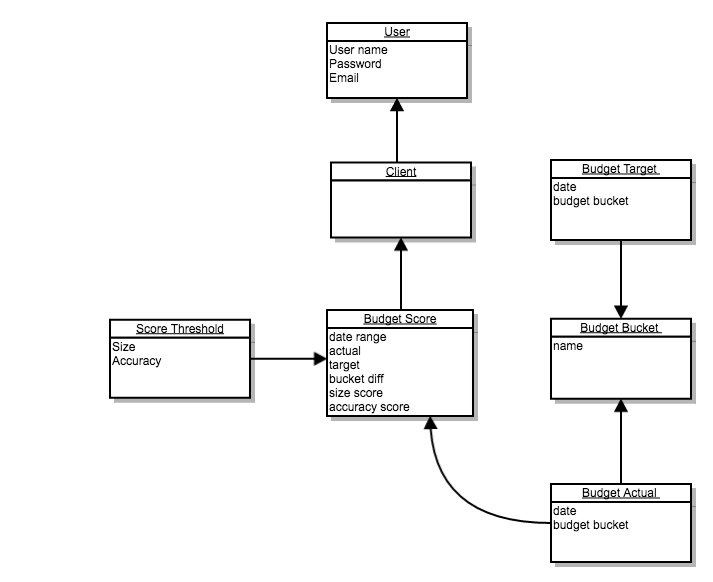 User
User name
Password
Email
Client
Budget Target
date
budget bucket
Score Threshold
Size
Accuracy
Budget Score
date range
actual
target
bucket diff
size score
accuracy score
Budget Bucket
name
Budget Actual
date
budget bucket